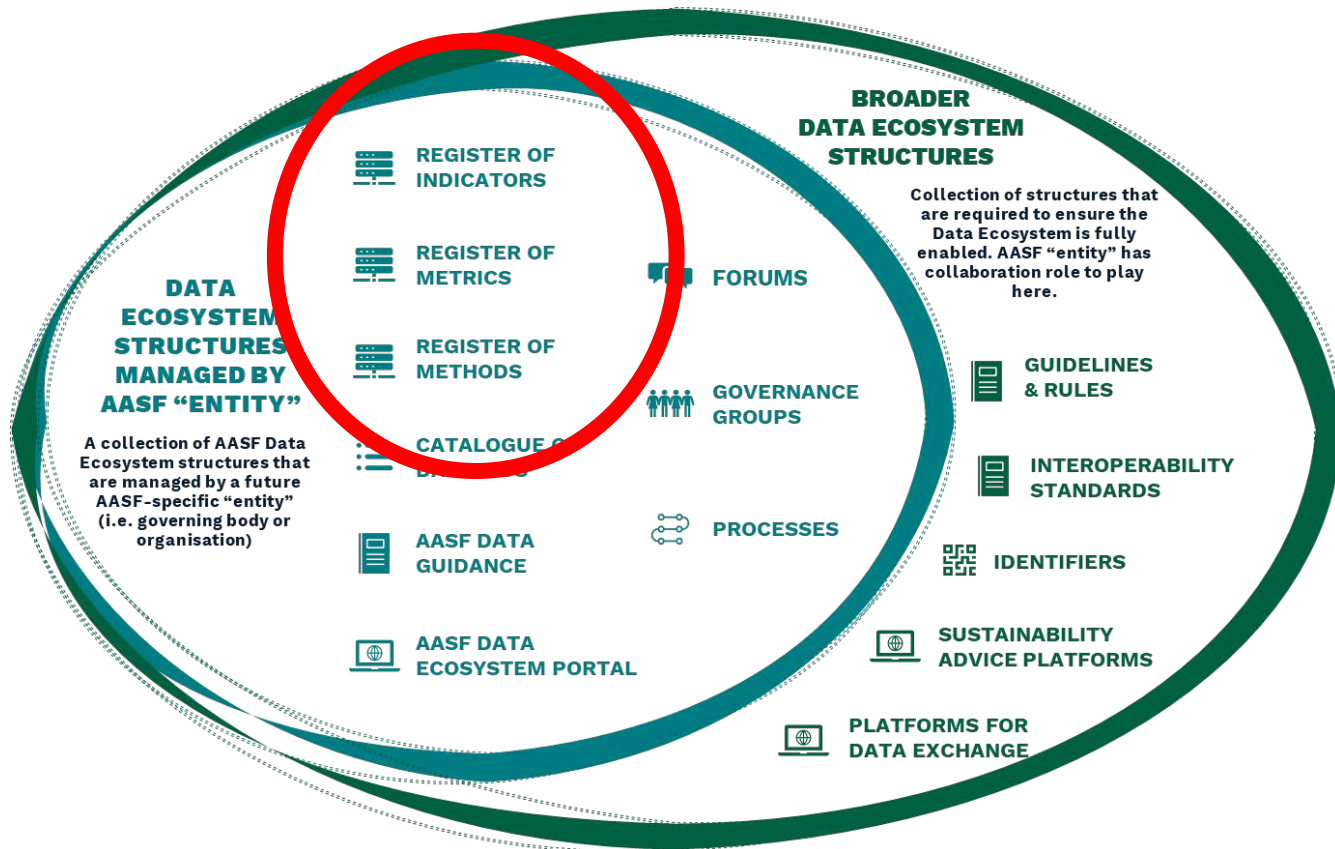 DATA
ECOSYSTEM
STRUCTURES
MANAGED BY
AASF “ENTITY”
A collection of AASF Data
Ecosystem structures that
are managed by a future
AASF-specific “entity”
(i.e. governing body or
organisation)
REGISTER OF
INDICATORS
REGISTER OF
METRICS
REGISTER OF
METHODS
CATALOGUE
AASF DATA
GUIDANCE
AASF DATA
ECOSYSTEM PORTAL
FORUMS
GOVERNANCE
GROUPS
PROCESSES
BROADER
DATA ECOSYSTEM
STRUCTURES
Collection of structures that
are required to ensure the
Data Ecosystem is fully
enabled. AASF “entity” has
collaboration role to play
here.
GUIDELINES
& RULES
INTEROPERABILITY
STANDARDS
IDENTIFIERS
SUSTAINABILITY
ADVICE PLATFORMS
PLATFORMS FOR
DATA EXCHANGE